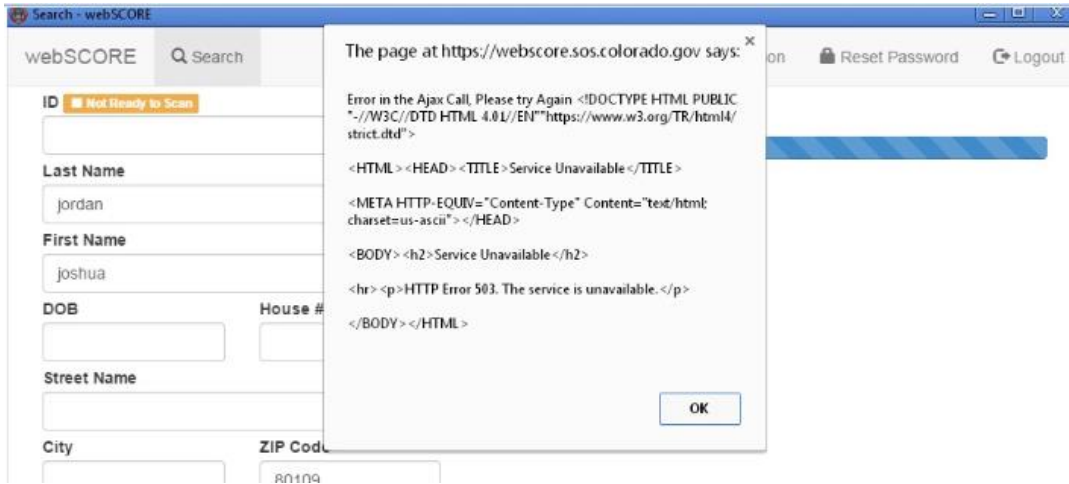 Search - webSCORE
webSCORE Search on Reset Password Logout
ID Not Ready to Scan
Last Name
jordan
First Name
joshua
DOB House #
Street Name
City ZIP Code
80109
The page at https://webscore.sos.colorado.gov says:
Error in the Ajax Call, Please try Again <!DOCTYPE HTML PUBLIC
"-//W3C//DTD HTML 4.01//EN""https://www.w3.org/TR/html4/
strict.dtd">
<HTML><HEAD><TITLE>Service Unavailable</TITLE>
<META HTTP-EQUIV="Content-Type" Content="text/html;
charset=us-ascii"></HEAD>
<BODY><h2>Service Unavailable</h2>
<hr><p>HTTP Error 503. The service is unavailable.</p>
</BODY></HTML>
OK